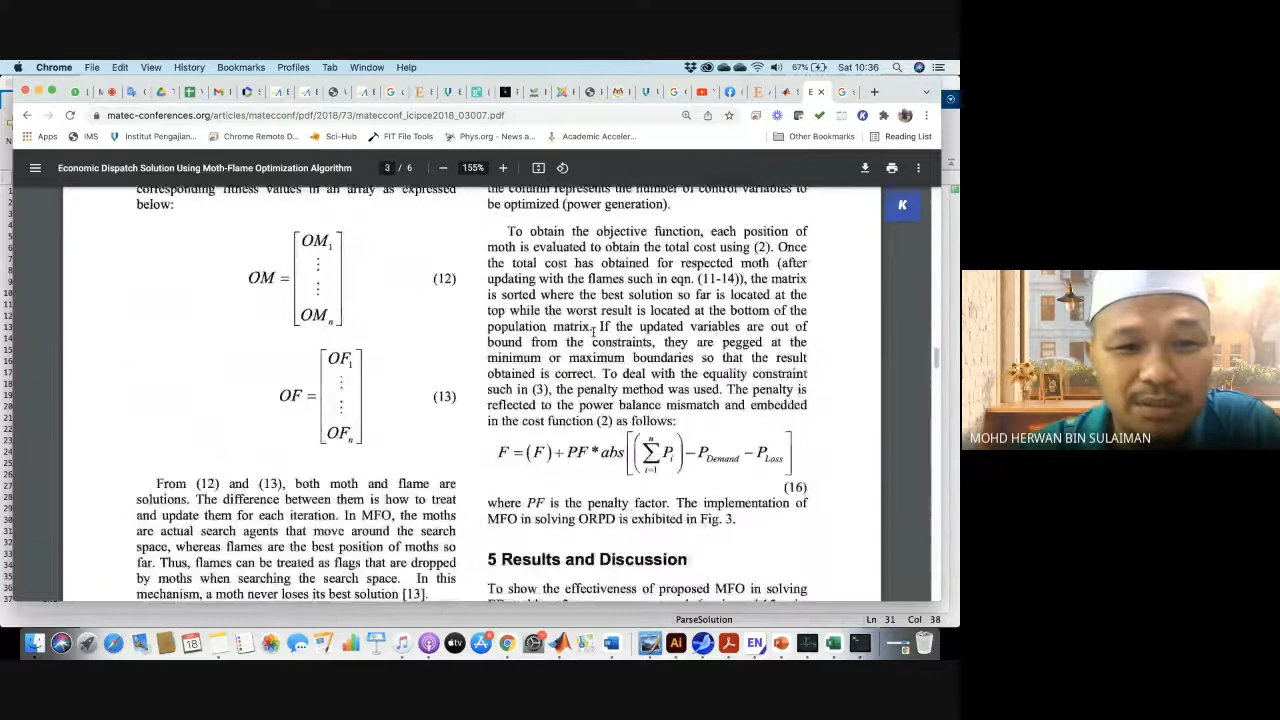 Chrome File Edit View History Bookmarks Profiles Tab Window Help
67% Sat 10:36
matec-conferences.org/articles/matecconf/pdf/2018/73/matecconf_icipce2018_03007.pdf
Apps IMS Institut Pengajian... Chrome Remote D... Sci-Hub FIT File Tools Phys.org - News a... Academic Acceler... Other Bookmarks Reading List
Economic Dispatch Solution Using Moth-Flame Optimization Algorithm 3 / 6 155%
corresponding fitness values in an array as expressed
below:
OM = [OM1 ⋮ ⋮ OMn] (12)
OF = [OF1 ⋮ ⋮ OFn] (13)
From (12) and (13), both moth and flame are
solutions. The difference between them is how to treat
and update them for each iteration. In MFO, the moths
are actual search agents that move around the search
space, whereas flames are the best position of moths so
far. Thus, flames can be treated as flags that are dropped
by moths when searching the search space. In this
mechanism, a moth never loses its best solution [13].
the column represents the number of control variables to
be optimized (power generation).
To obtain the objective function, each position of
moth is evaluated to obtain the total cost using (2). Once
the total cost has obtained for respected moth (after
updating with the flames such in eqn. (11-14)), the matrix
is sorted where the best solution so far is located at the
top while the worst result is located at the bottom of the
population matrix. If the updated variables are out of
bound from the constraints, they are pegged at the
minimum or maximum boundaries so that the result
obtained is correct. To deal with the equality constraint
such in (3), the penalty method was used. The penalty is
reflected to the power balance mismatch and embedded
in the cost function (2) as follows:
F = (F) + PF * abs[(∑ni=1 Pi) − PDemand − PLoss]
(16)
where PF is the penalty factor. The implementation of
MFO in solving ORPD is exhibited in Fig. 3.
5 Results and Discussion
To show the effectiveness of proposed MFO in solving
K
ParseSolution Ln 31 Col 38
MOHD HERWAN BIN SULAIMAN